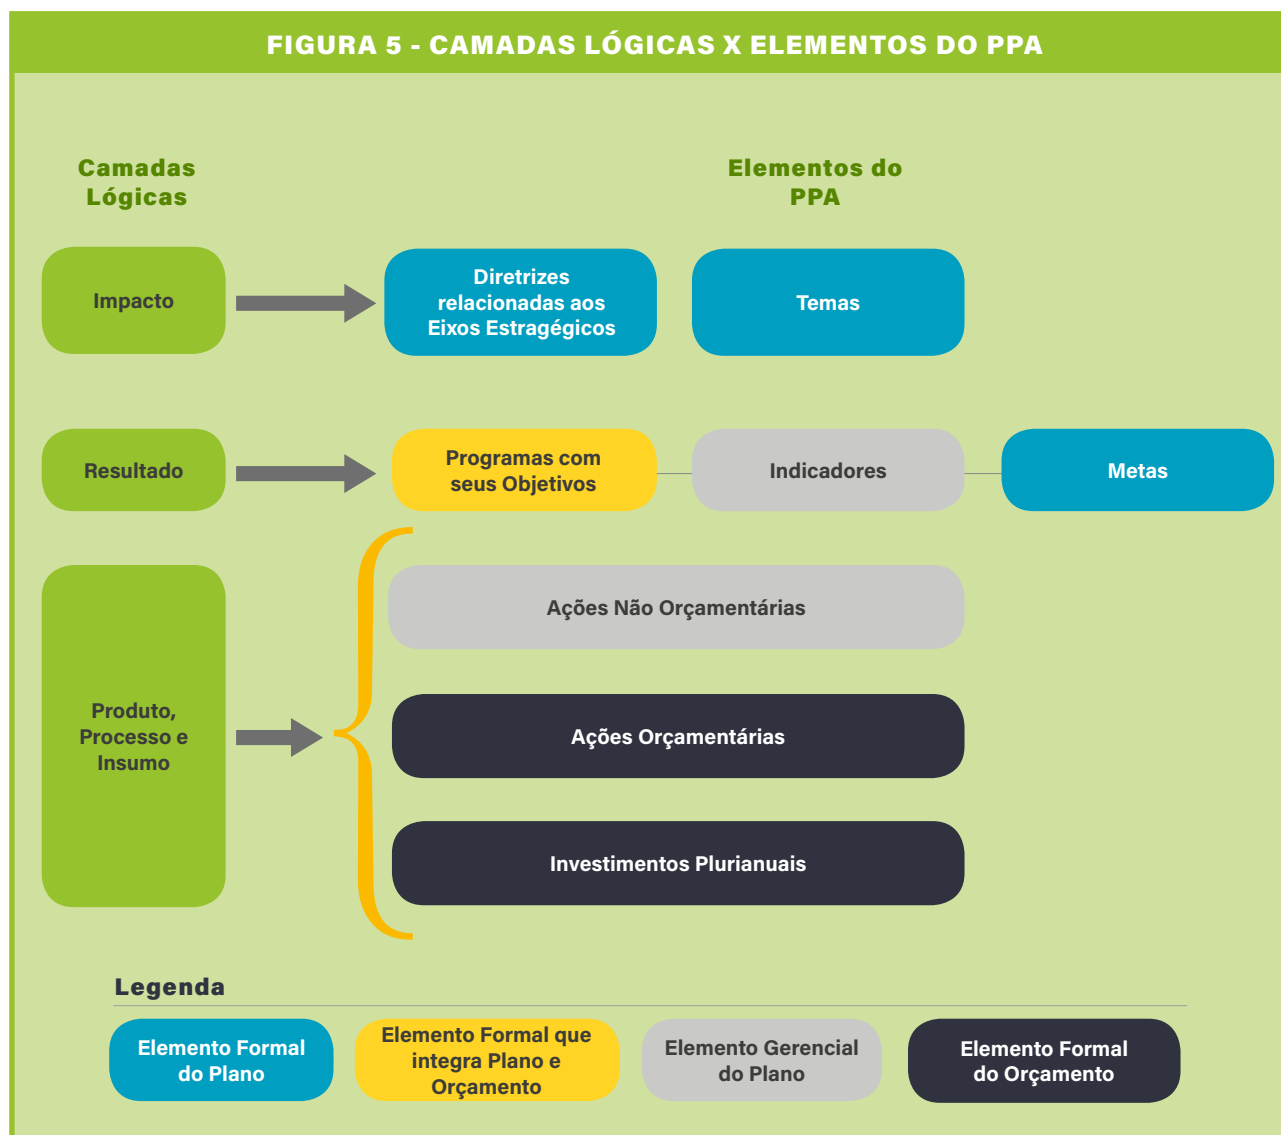 FIGURA 5 - CAMADAS LÓGICAS X ELEMENTOS DO PPA
Camadas
Lógicas
Elementos do
PPA
Impacto
Diretrizes
relacionadas aos
Eixos Estragégicos
Temas
Resultado
Programas com
seus Objetivos
Indicadores
Metas
Produto,
Processo e
Insumo
Ações Não Orçamentárias
Ações Orçamentárias
Investimentos Plurianuais
Legenda
Elemento Formal
do Plano
Elemento Formal que
integra Plano e
Orçamento
Elemento Gerencial
do Plano
Elemento Formal
do Orçamento